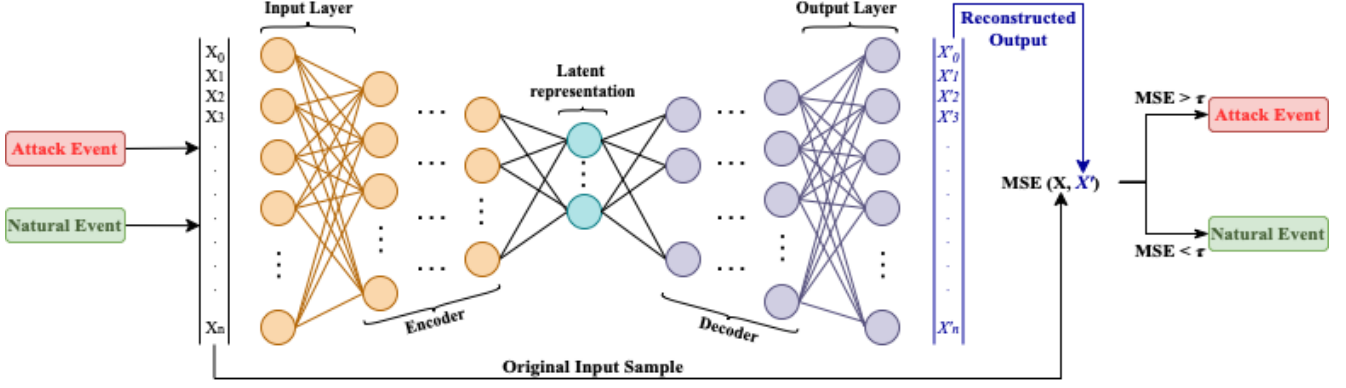 Input Layer
Output Layer
Reconstructed
Output
X0
X1
X2
X3
.
.
.
.
.
.
Xn
Latent
representation
X'0
X'1
X'2
X'3
.
.
.
.
.
.
X'n
Attack Event
Natural Event
MSE (X, X')
MSE > τ
Attack Event
Natural Event
MSE < τ
Encoder
Decoder
Original Input Sample